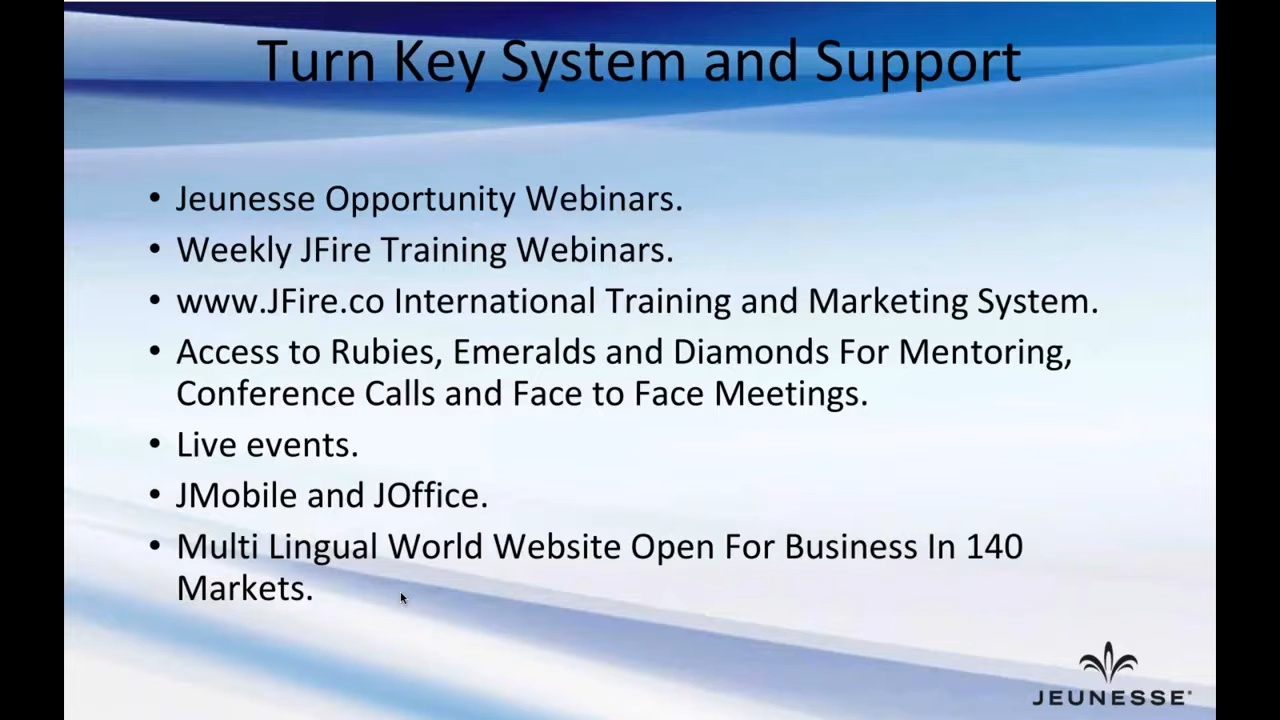 Turn Key System and Support
• Jeunesse Opportunity Webinars.
• Weekly JFire Training Webinars.
• www.JFire.co International Training and Marketing System.
• Access to Rubies, Emeralds and Diamonds For Mentoring,
Conference Calls and Face to Face Meetings.
• Live events.
• JMobile and JOffice.
• Multi Lingual World Website Open For Business In 140
Markets.
JEUNESSE